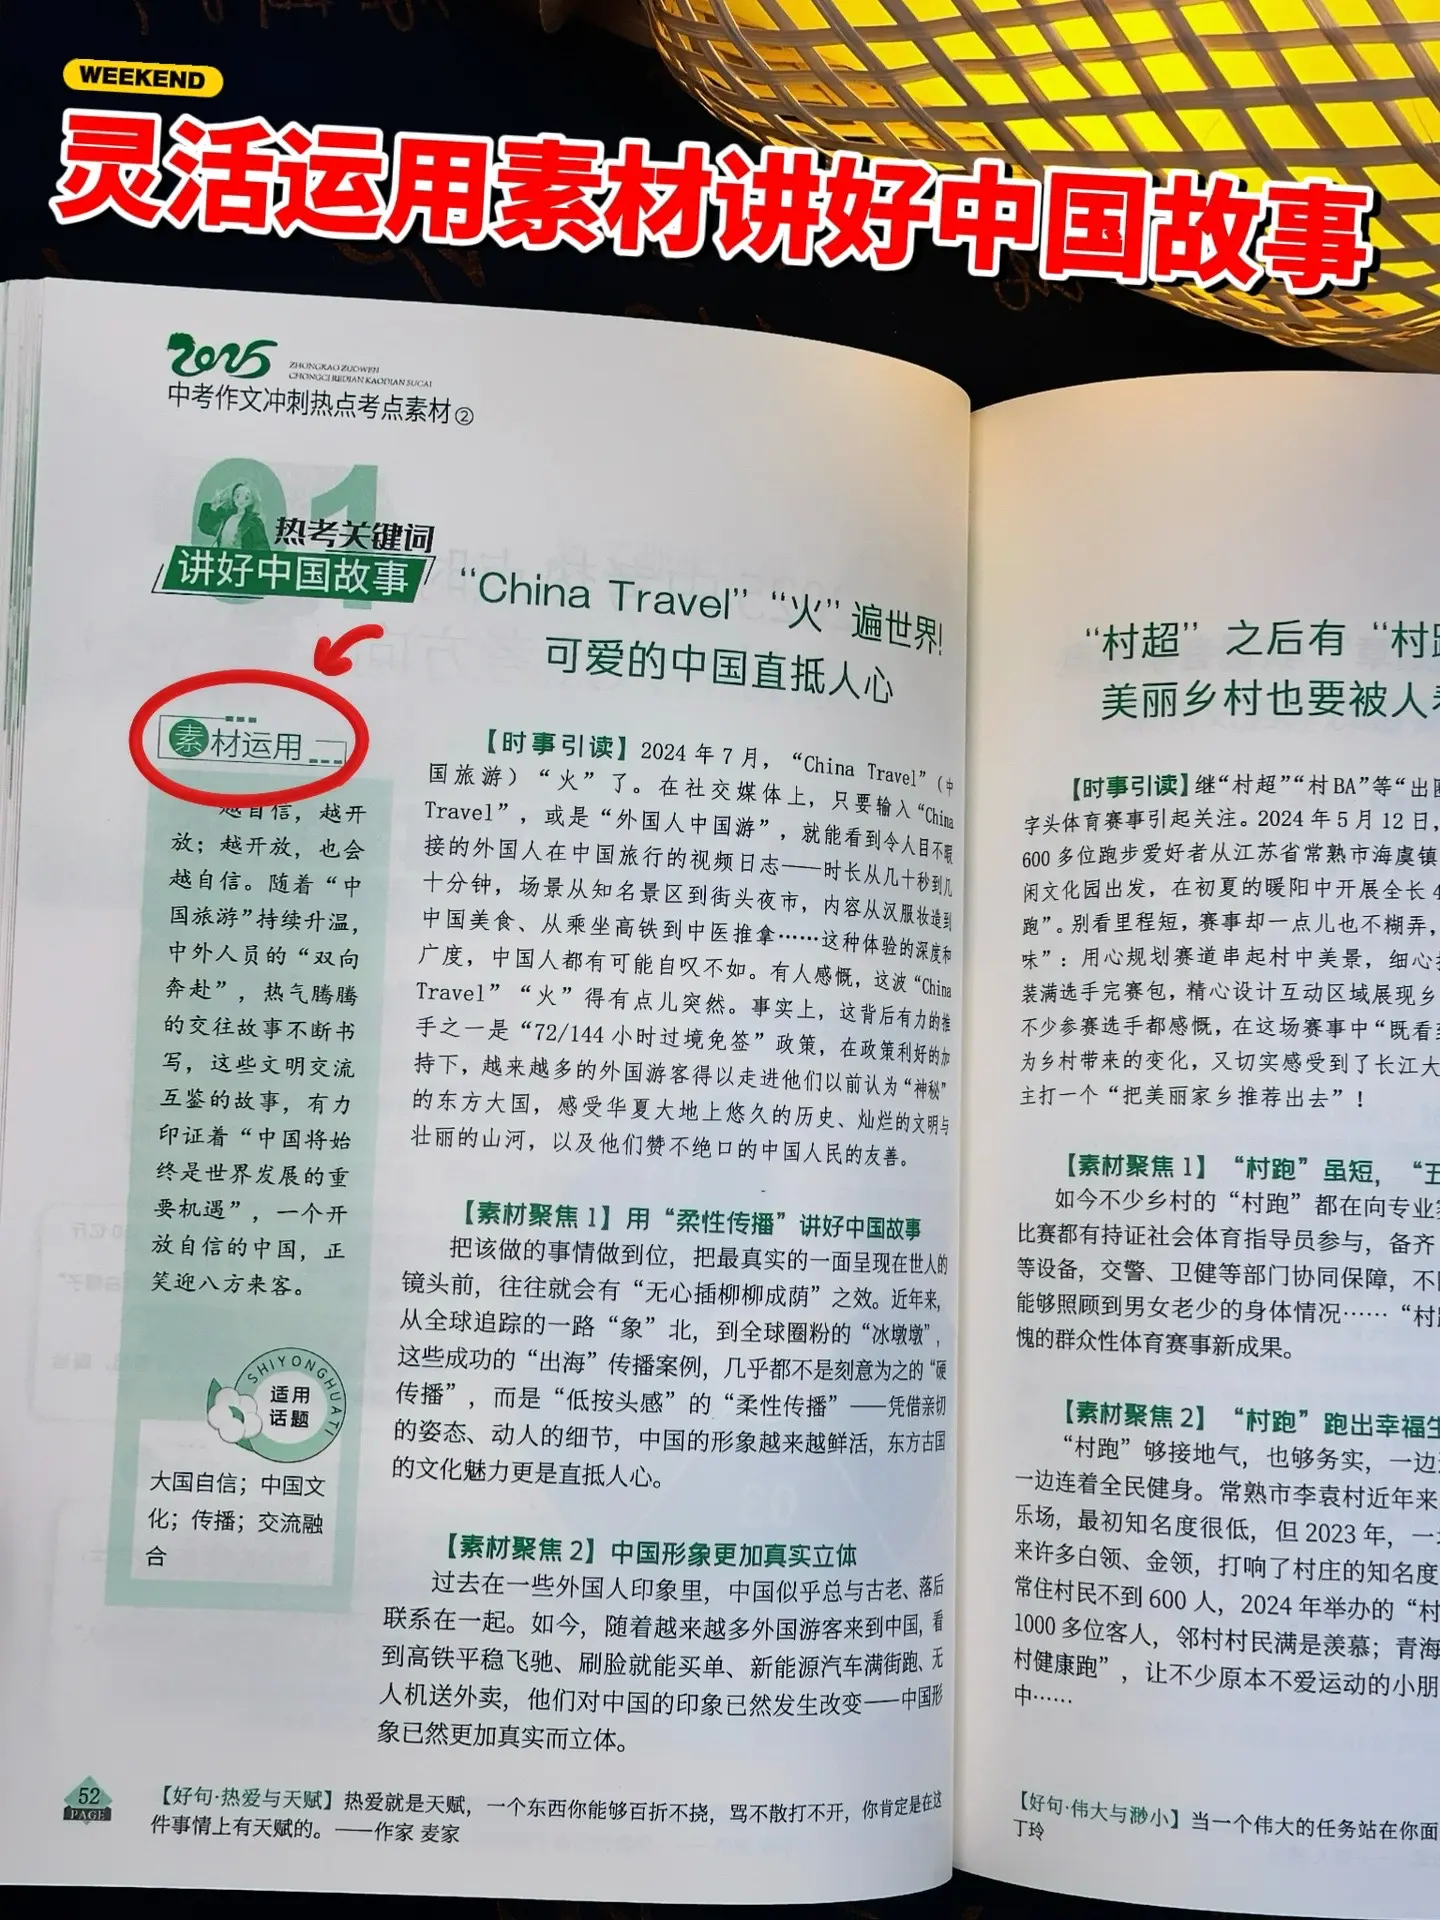 WEEKEND
灵活运用素材讲好中国故事
2025
ZHONGKAO ZUOWEN
CHONGCI REDIAN KAODIAN SUCAI
中考作文冲刺热点考点素材②
01
热考关键词
讲好中国故事
“China Travel”“火”遍世界!
可爱的中国直抵人心
素材运用
越自信，越开
放；越开放，也会
越自信。随着“中
国旅游”持续升温，
中外人员的“双向
奔赴”，热气腾腾
的交往故事不断书
写，这些文明交流
互鉴的故事，有力
印证着“中国将始
终是世界发展的重
要机遇”，一个开
放自信的中国，正
笑迎八方来客。
SHIYONGHUATI
适用
话题
大国自信；中国文
化；传播；交流融
合
【时事引读】2024年7月，“China Travel”（中
国旅游）“火”了。在社交媒体上，只要输入“China
Travel”，或是“外国人中国游”，就能看到令人目不暇
接的外国人在中国旅行的视频日志——时长从几十秒到几
十分钟，场景从知名景区到街头夜市，内容从汉服妆造到
中国美食、从乘坐高铁到中医推拿……这种体验的深度和
广度，中国人都有可能自叹不如。有人感慨，这波“China
Travel”“火”得有点儿突然。事实上，这背后有力的推
手之一是“72/144小时过境免签”政策，在政策利好的加
持下，越来越多的外国游客得以走进他们以前认为“神秘”
的东方大国，感受华夏大地上悠久的历史、灿烂的文明与
壮丽的山河，以及他们赞不绝口的中国人民的友善。
【素材聚焦1】用“柔性传播”讲好中国故事
把该做的事情做到位，把最真实的一面呈现在世人的
镜头前，往往就会有“无心插柳柳成荫”之效。近年来，
从全球追踪的一路“象”北，到全球圈粉的“冰墩墩”，
这些成功的“出海”传播案例，几乎都不是刻意为之的“硬
传播”，而是“低按头感”的“柔性传播”——凭借亲切
的姿态、动人的细节，中国的形象越来越鲜活，东方古国
的文化魅力更是直抵人心。
【素材聚焦2】中国形象更加真实立体
过去在一些外国人印象里，中国似乎总与古老、落后
联系在一起。如今，随着越来越多外国游客来到中国，看
到高铁平稳飞驰、刷脸就能买单、新能源汽车满街跑、无
人机送外卖，他们对中国的印象已然发生改变——中国形
象已然更加真实而立体。
52
PAGE
【好句·热爱与天赋】热爱就是天赋，一个东西你能够百折不挠，骂不散打不开，你肯定是在这
件事情上有天赋的。——作家 麦家
“村超”之后有“村跑
美丽乡村也要被人看
【时事引读】继“村超”“村BA”等“出圈
字头体育赛事引起关注。2024年5月12日，
600多位跑步爱好者从江苏省常熟市海虞镇
闲文化园出发，在初夏的暖阳中开展全长4
跑”。别看里程短，赛事却一点儿也不糊弄，
味”：用心规划赛道串起村中美景，细心
装满选手完赛包，精心设计互动区域展现乡
不少参赛选手都感慨，在这场赛事中“既看到
为乡村带来的变化，又切实感受到了长江大
主打一个“把美丽家乡推荐出去”！
【素材聚焦1】“村跑”虽短，“五
如今不少乡村的“村跑”都在向专业赛
比赛都有持证社会体育指导员参与，备齐
等设备，交警、卫健等部门协同保障，不
能够照顾到男女老少的身体情况……“村跑
愧的群众性体育赛事新成果。
【素材聚焦2】“村跑”跑出幸福生
“村跑”够接地气，也够务实，一边连
一边连着全民健身。常熟市李袁村近年来
乐场，最初知名度很低，但2023年，一
来许多白领、金领，打响了村庄的知名度
常住村民不到600人，2024年举办的“村
1000多位客人，邻村村民满是羡慕；青海
村健康跑”，让不少原本不爱运动的小朋
中……
【好句·伟大与渺小】当一个伟大的任务站在你面
丁玲